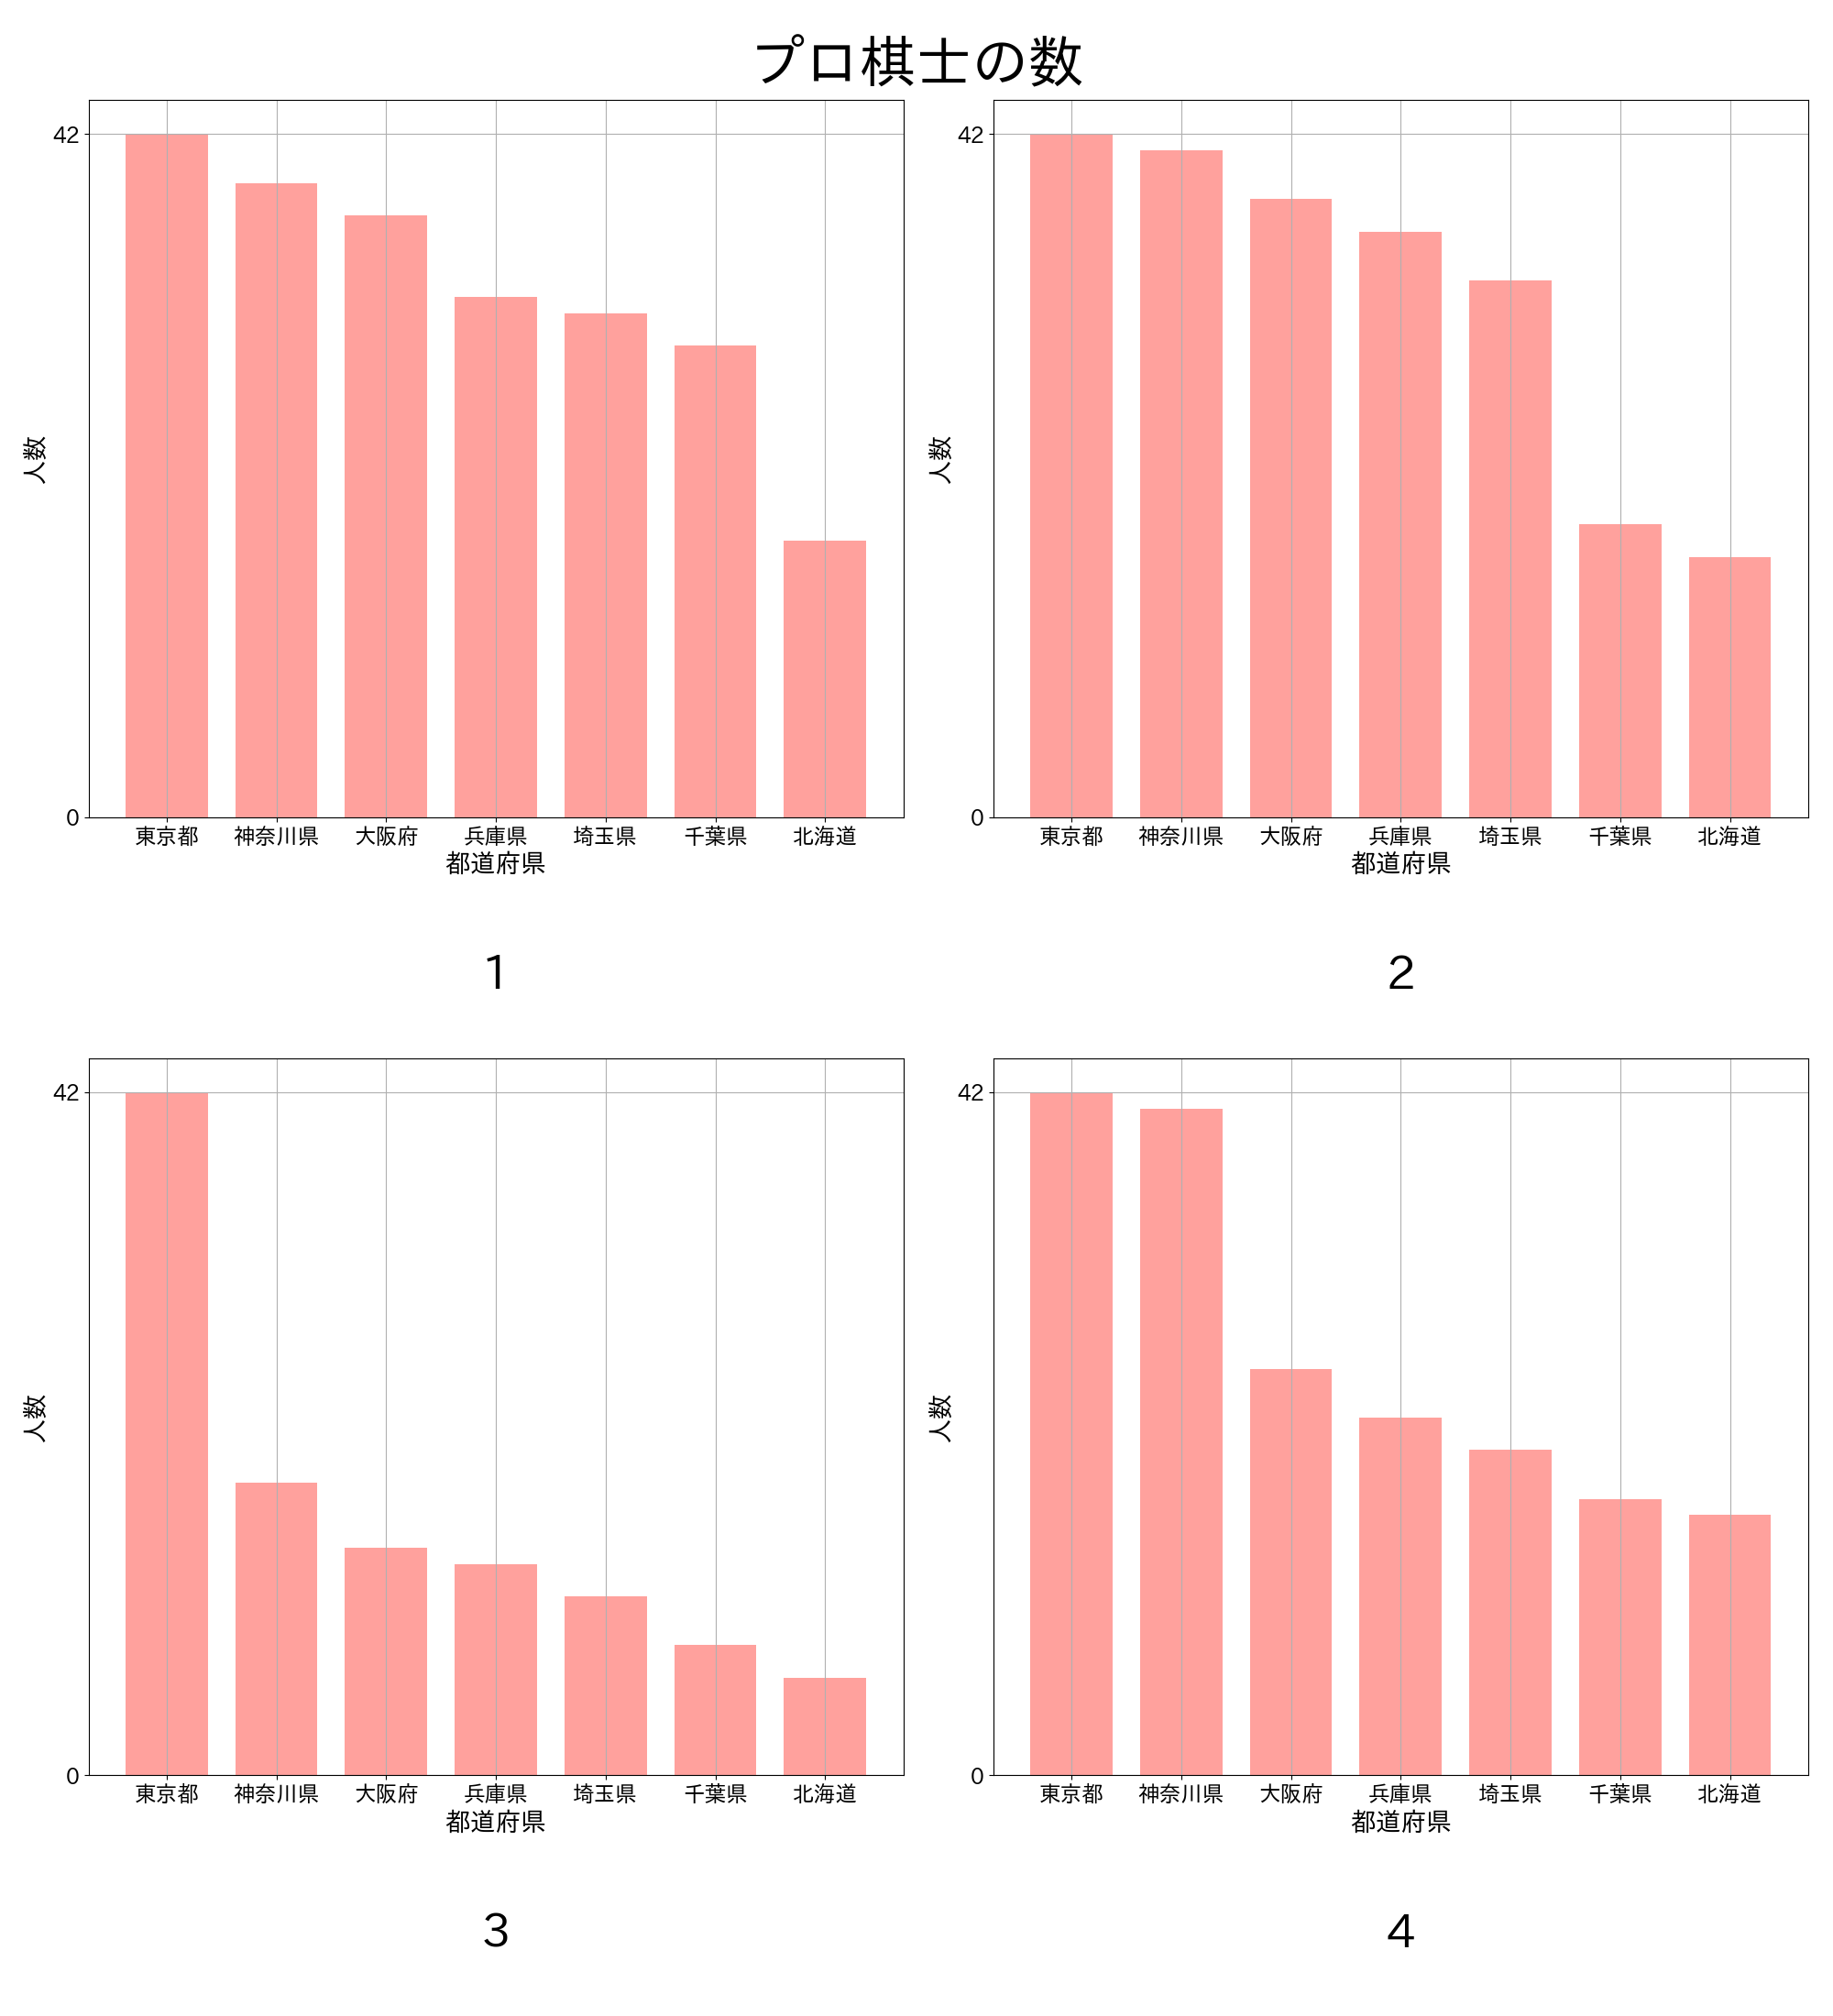 プロ棋士の数
42
0
人数
東京都 神奈川県 大阪府 兵庫県 埼玉県 千葉県 北海道
都道府県
1
42
0
人数
東京都 神奈川県 大阪府 兵庫県 埼玉県 千葉県 北海道
都道府県
2
42
0
人数
東京都 神奈川県 大阪府 兵庫県 埼玉県 千葉県 北海道
都道府県
3
42
0
人数
東京都 神奈川県 大阪府 兵庫県 埼玉県 千葉県 北海道
都道府県
4